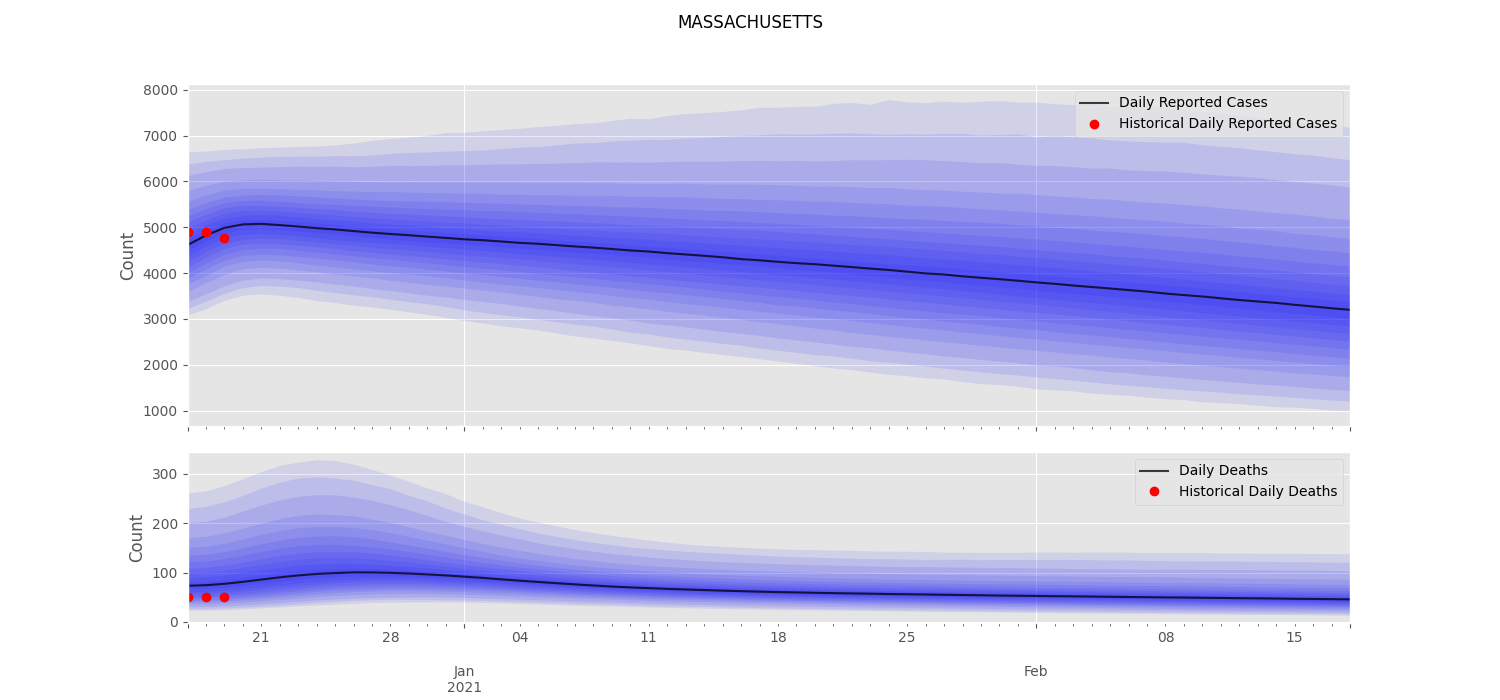 MASSACHUSETTS
Count
8000
7000
6000
5000
4000
3000
2000
1000
Daily Reported Cases
Historical Daily Reported Cases
Count
300
200
100
0
Daily Deaths
Historical Daily Deaths
21 28 04 11 18 25 08 15
Jan Feb
2021